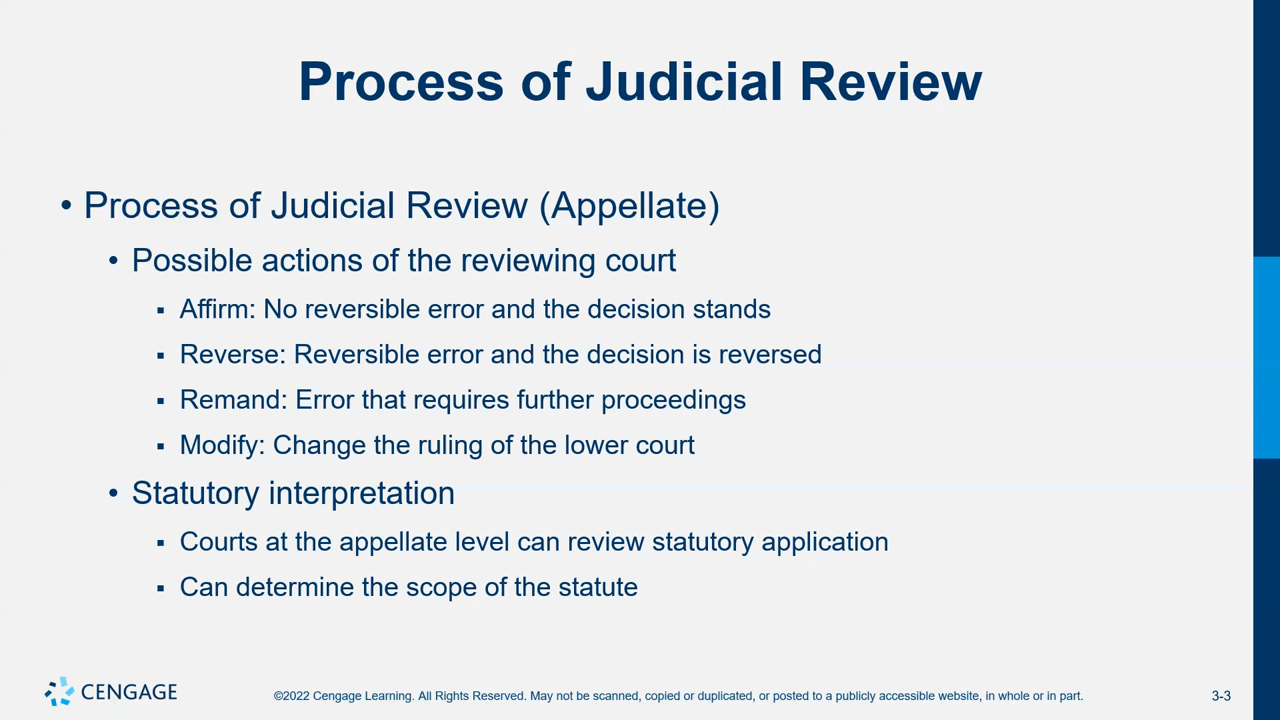 Process of Judicial Review
• Process of Judicial Review (Appellate)
• Possible actions of the reviewing court
▪ Affirm: No reversible error and the decision stands
▪ Reverse: Reversible error and the decision is reversed
▪ Remand: Error that requires further proceedings
▪ Modify: Change the ruling of the lower court
• Statutory interpretation
▪ Courts at the appellate level can review statutory application
▪ Can determine the scope of the statute
CENGAGE
©2022 Cengage Learning. All Rights Reserved. May not be scanned, copied or duplicated, or posted to a publicly accessible website, in whole or in part.
3-3